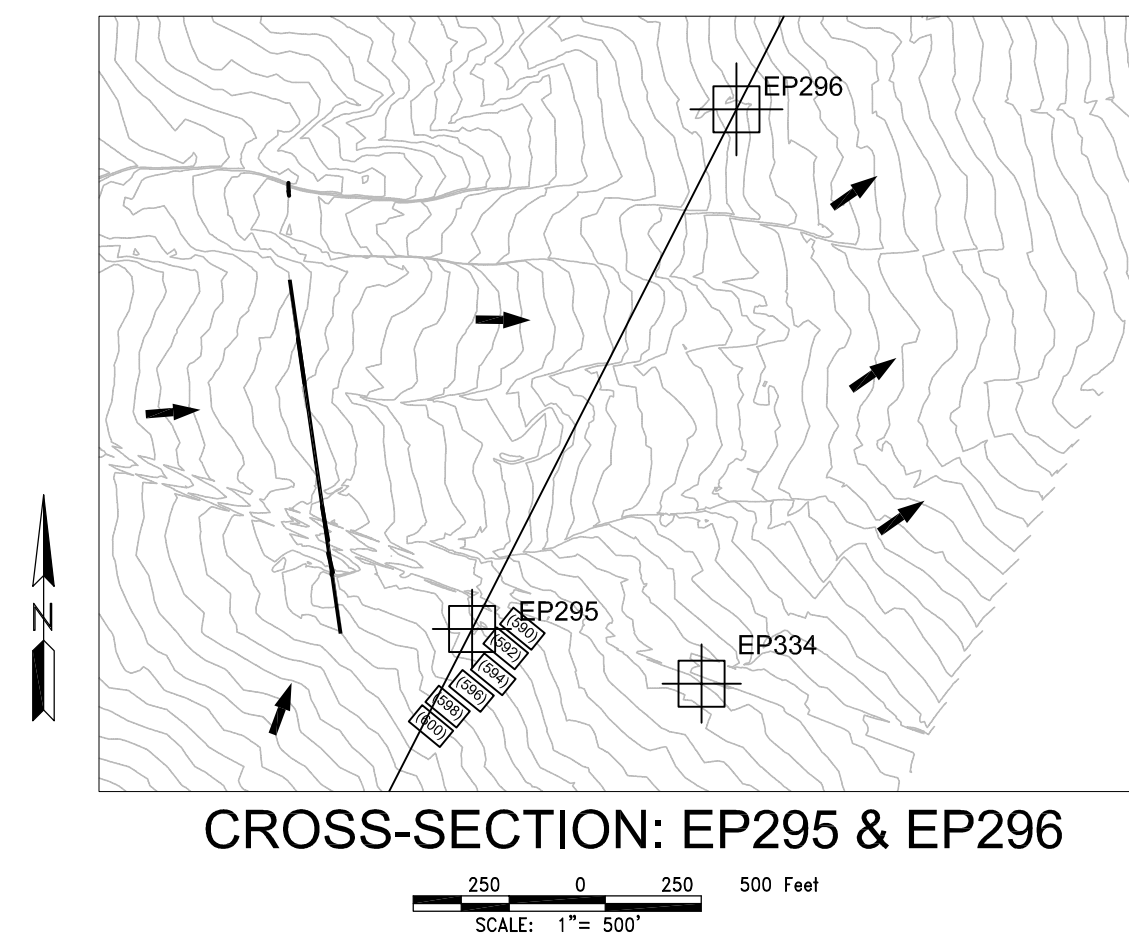 EP296
EP295
(590)
(592)
(594)
(596)
(598)
(600)
EP334
N
CROSS-SECTION: EP295 & EP296
250 0 250 500 Feet
SCALE: 1"= 500'